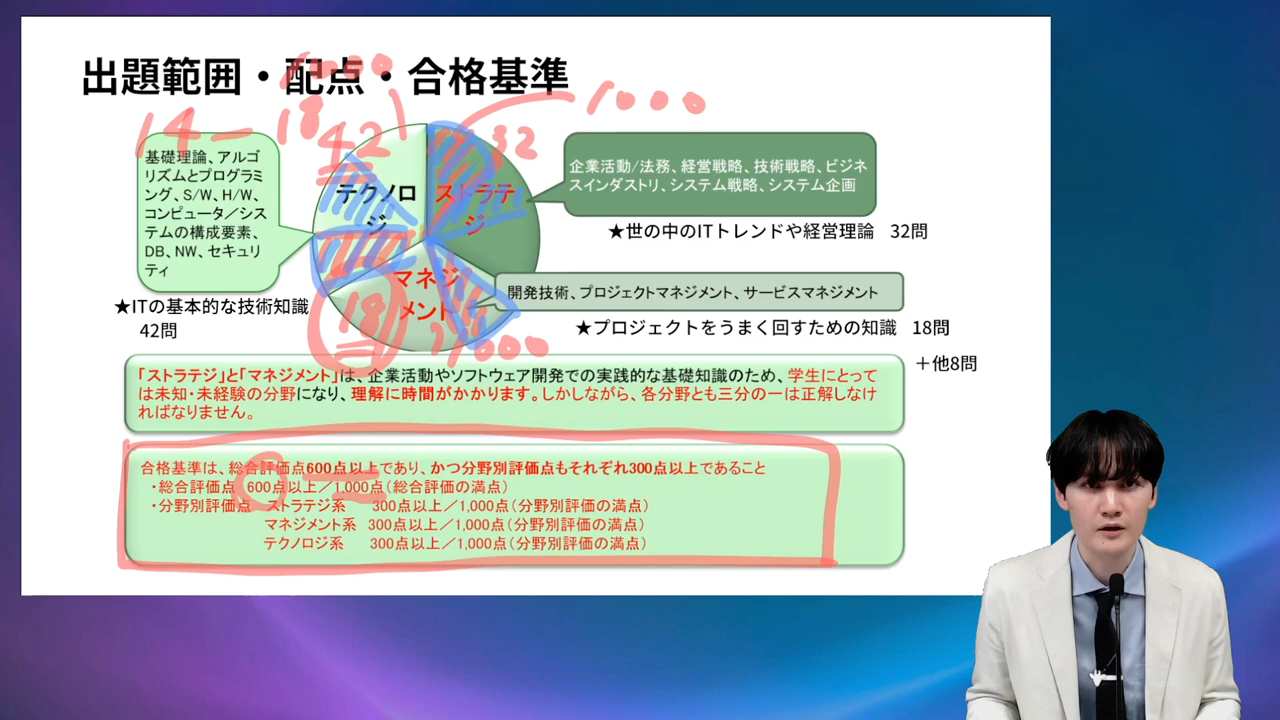 出題範囲・配点・合格基準
1000
14-18
42
32
1000
基礎理論、アルゴ
リズムとプログラミ
ング、S/W、H/W、
コンピュータ/シス
テムの構成要素、
DB、NW、セキュリ
ティ
テクノロ
ジ
ストラテ
ジ
マネジ
メント
企業活動/法務、経営戦略、技術戦略、ビジネ
スインダストリ、システム戦略、システム企画
★世の中のITトレンドや経営理論 32問
開発技術、プロジェクトマネジメント、サービスマネジメント
★プロジェクトをうまく回すための知識 18問
★ITの基本的な技術知識
42問
18
1000
+他8問
「ストラテジ」と「マネジメント」は、企業活動やソフトウェア開発での実践的な基礎知識のため、学生にとって
は未知・未経験の分野になり、理解に時間がかかります。しかしながら、各分野とも三分の一は正解しなけ
ればなりません。
合格基準は、総合評価点600点以上であり、かつ分野別評価点もそれぞれ300点以上であること
・総合評価点 600点以上/1,000点(総合評価の満点)
・分野別評価点 ストラテジ系 300点以上/1,000点(分野別評価の満点)
マネジメント系 300点以上/1,000点(分野別評価の満点)
テクノロジ系 300点以上/1,000点(分野別評価の満点)